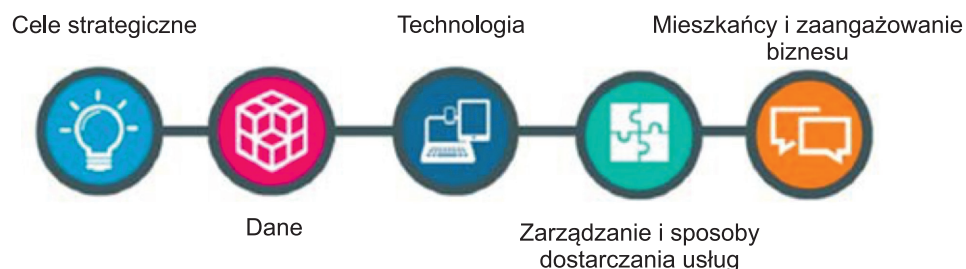 Cele strategiczne
Technologia
Mieszkańcy i zaangażowanie
biznesu
Dane
Zarządzanie i sposoby
dostarczania usług